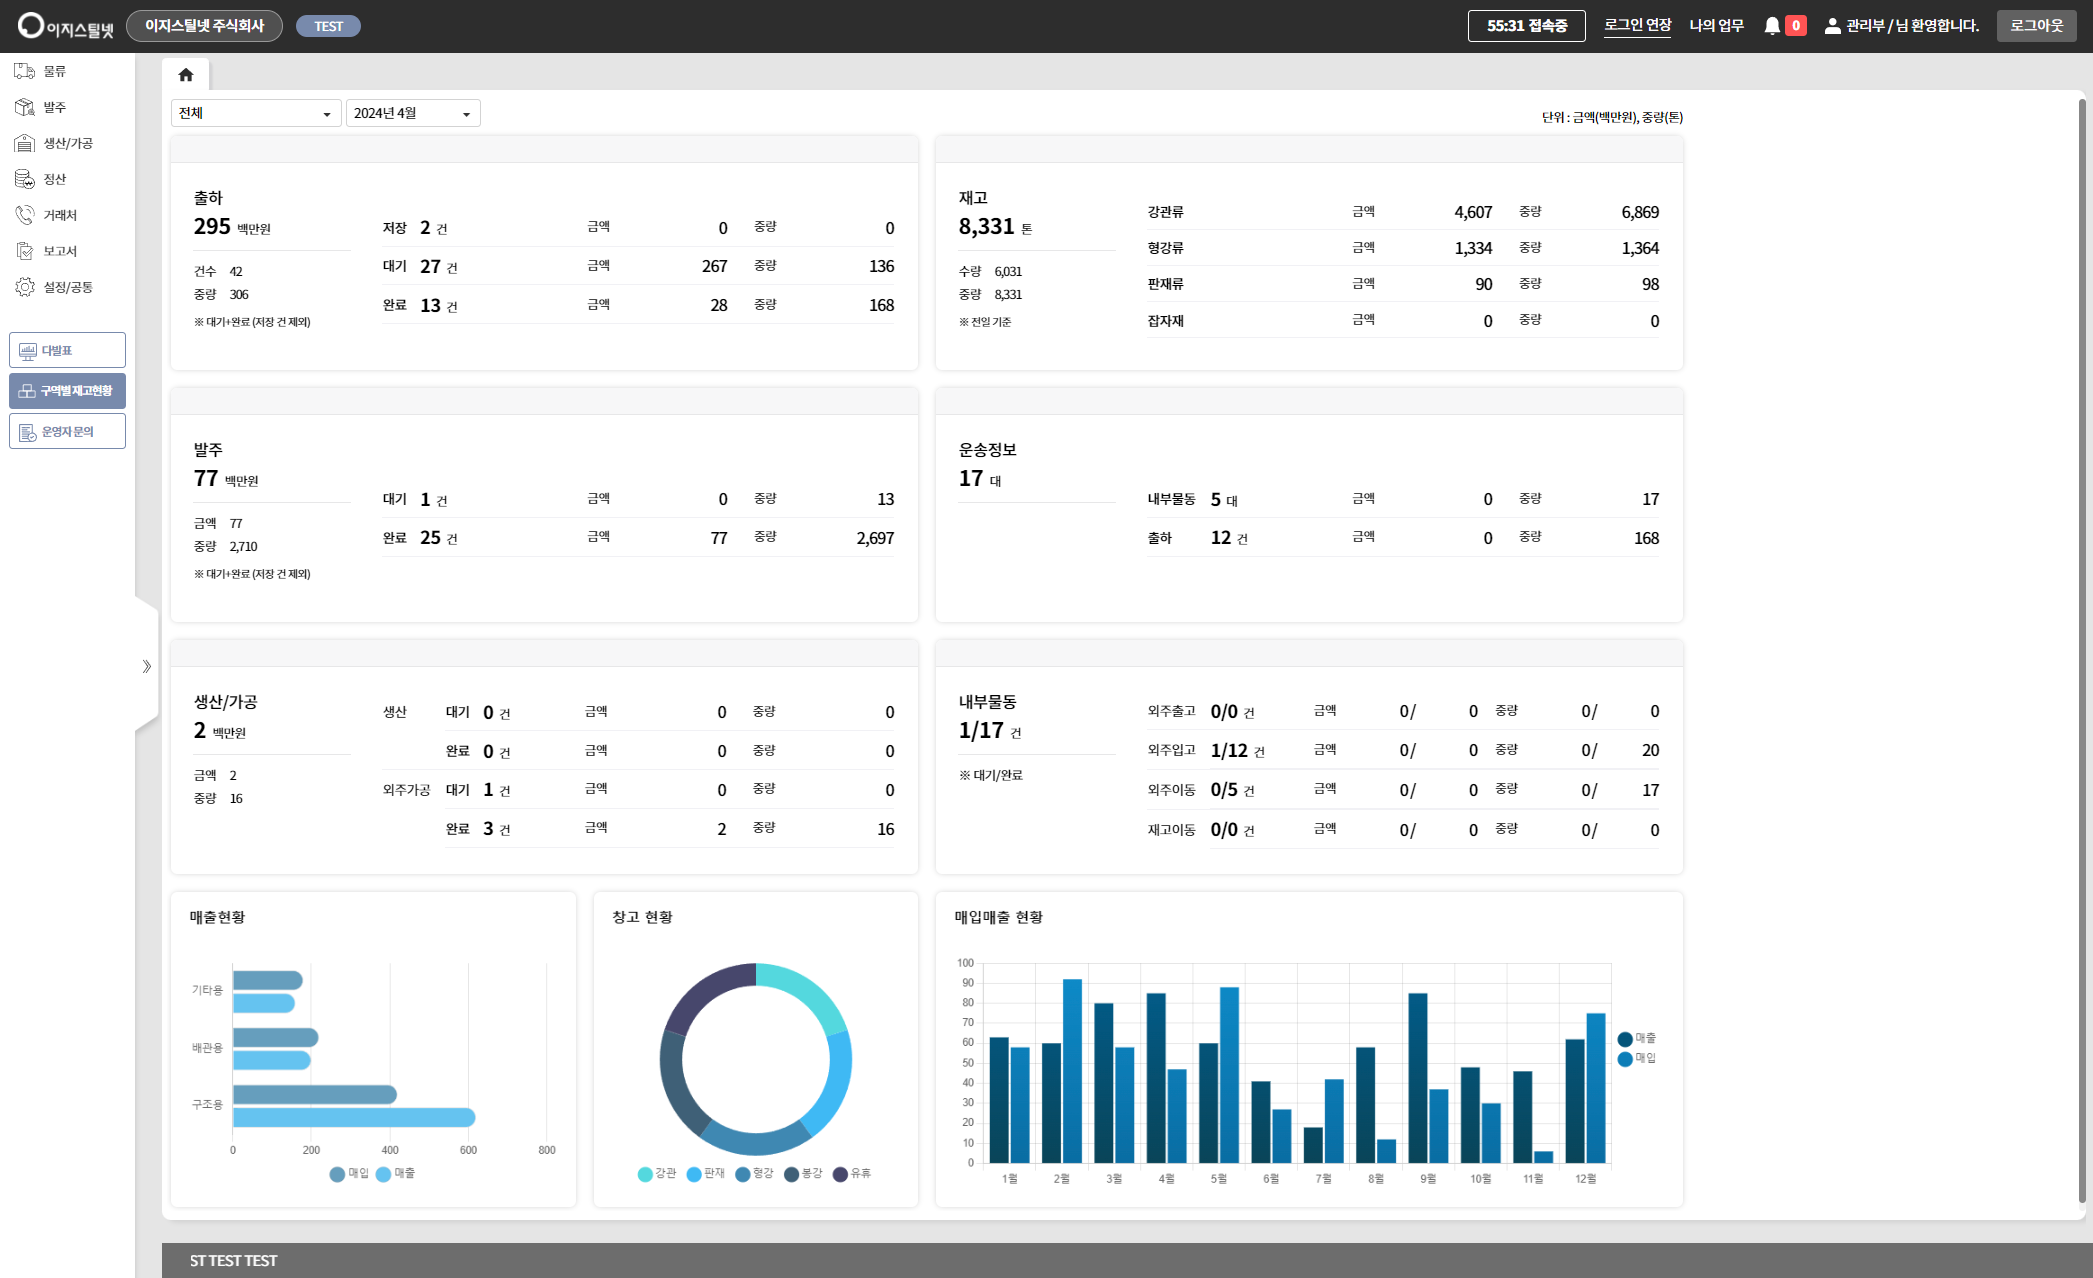 이지스틸넷 이지스틸넷 주식회사 TEST 55:31 접속중 로그인 연장 나의 업무 0 관리부 / 님 환영합니다. 로그아웃
물류
발주
생산/가공
정산
거래처
보고서
설정/공통
다발표
구역별 재고현황
운영자 문의
전체 2024년 4월
단위 : 금액(백만원), 중량(톤)
출하
295 백만원
건수 42
중량 306
※ 대기+완료 (저장 건 제외)
저장 2 건 금액 0 중량 0
대기 27 건 금액 267 중량 136
완료 13 건 금액 28 중량 168
재고
8,331 톤
수량 6,031
중량 8,331
※ 전일 기준
강관류 금액 4,607 중량 6,869
형강류 금액 1,334 중량 1,364
판재류 금액 90 중량 98
잡자재 금액 0 중량 0
발주
77 백만원
금액 77
중량 2,710
※ 대기+완료 (저장 건 제외)
대기 1 건 금액 0 중량 13
완료 25 건 금액 77 중량 2,697
운송정보
17 대
내부물동 5 대 금액 0 중량 17
출하 12 건 금액 0 중량 168
생산/가공
2 백만원
금액 2
중량 16
생산 대기 0 건 금액 0 중량 0
완료 0 건 금액 0 중량 0
외주가공 대기 1 건 금액 0 중량 0
완료 3 건 금액 2 중량 16
내부물동
1/17 건
※ 대기/완료
외주출고 0/0 건 금액 0/ 0 중량 0/ 0
외주입고 1/12 건 금액 0/ 0 중량 0/ 20
외주이동 0/5 건 금액 0/ 0 중량 0/ 17
재고이동 0/0 건 금액 0/ 0 중량 0/ 0
매출현황
기타용
배관용
구조용
0 200 400 600 800
매입 매출
창고 현황
강관 판재 형강 봉강 유휴
매입매출 현황
100
90
80
70
60
50
40
30
20
10
0
1월 2월 3월 4월 5월 6월 7월 8월 9월 10월 11월 12월
매출
매입
ST TEST TEST